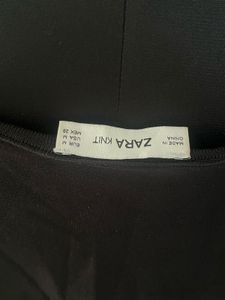 ZARA KNIT
EUR M
USA M
MEX 28
MADE IN
CHINA